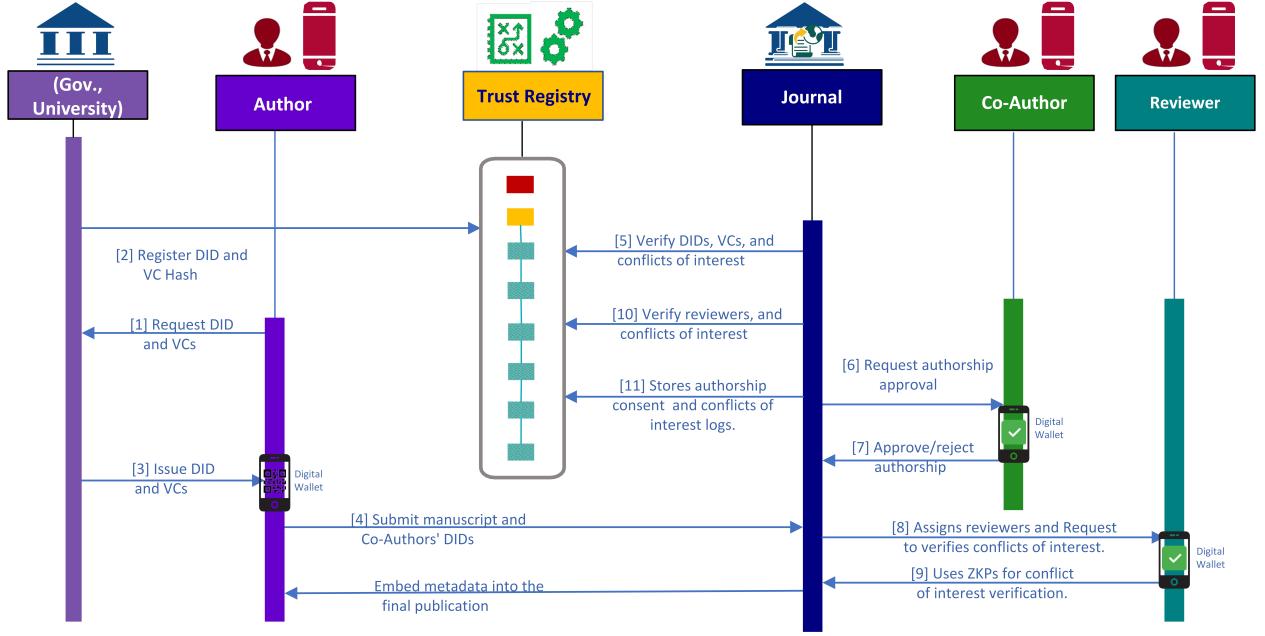 (Gov.,
University)
Author
Trust Registry
Journal
Co-Author
Reviewer
[5] Verify DIDs, VCs, and
conflicts of interest
[2] Register DID and
VC Hash
[10] Verify reviewers, and
conflicts of interest
[1] Request DID
and VCs
[6] Request authorship
approval
[11] Stores authorship
consent and conflicts of
interest logs.
Digital
Wallet
[7] Approve/reject
authorship
[3] Issue DID
and VCs
Digital
Wallet
[4] Submit manuscript and
Co-Authors' DIDs
[8] Assigns reviewers and Request
to verifies conflicts of interest.
Digital
Wallet
[9] Uses ZKPs for conflict
of interest verification.
Embed metadata into the
final publication